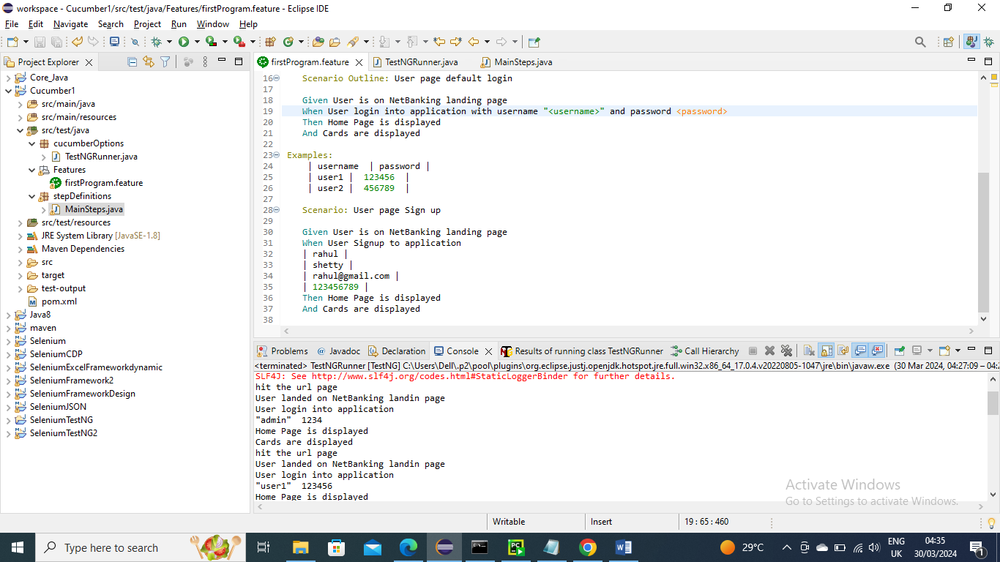 workspace - Cucumber1/src/test/java/Features/firstProgram.feature - Eclipse IDE
File Edit Navigate Search Project Run Window Help
Project Explorer
Core_Java
Cucumber1
src/main/java
src/main/resources
src/test/java
cucumberOptions
TestNGRunner.java
Features
firstProgram.feature
stepDefinitions
MainSteps.java
src/test/resources
JRE System Library [JavaSE-1.8]
Maven Dependencies
src
target
test-output
pom.xml
Java8
maven
Selenium
SeleniumCDP
SeleniumExcelFrameworkdynamic
SeleniumFramework2
SeleniumFrameworkDesign
SeleniumJSON
SeleniumTestNG
SeleniumTestNG2
firstProgram.feature TestNGRunner.java MainSteps.java
16 Scenario Outline: User page default login
17
18 Given User is on NetBanking landing page
19 When User login into application with username "<username>" and password <password>
20 Then Home Page is displayed
21 And Cards are displayed
22
23 Examples:
24 | username | password |
25 | user1 | 123456 |
26 | user2 | 456789 |
27
28 Scenario: User page Sign up
29
30 Given User is on NetBanking landing page
31 When User Signup to application
32 | rahul |
33 | shetty |
34 | rahul@gmail.com |
35 | 123456789 |
36 Then Home Page is displayed
37 And Cards are displayed
38
Problems Javadoc Declaration Console Results of running class TestNGRunner Call Hierarchy
<terminated> TestNGRunner [TestNG] C:\Users\Dell\.p2\pool\plugins\org.eclipse.justj.openjdk.hotspot.jre.full.win32.x86_64_17.0.4.v20220805-1047\jre\bin\javaw.exe (30 Mar 2024, 04:27:09 – 04:
SLF4J: See http://www.slf4j.org/codes.html#StaticLoggerBinder for further details.
hit the url page
User landed on NetBanking landin page
User login into application
"admin" 1234
Home Page is displayed
Cards are displayed
hit the url page
User landed on NetBanking landin page
User login into application
"user1" 123456
Home Page is displayed
Activate Windows
Go to Settings to activate Windows.
Writable Insert 19 : 65 : 460
Type here to search
29°C
ENG
UK
04:35
30/03/2024
1